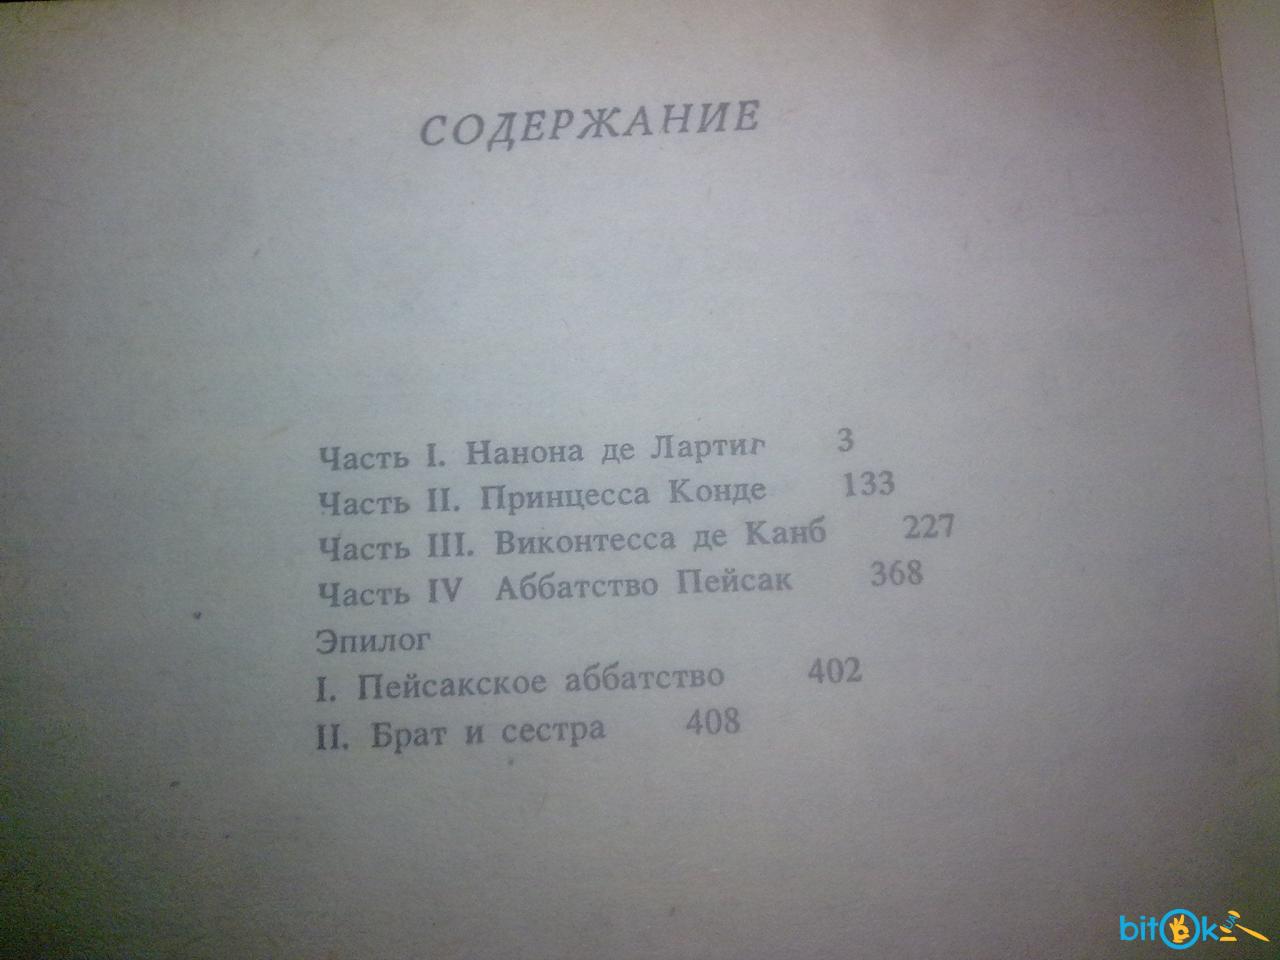 СОДЕРЖАНИЕ
Часть I. Нанона де Лартиг 3
Часть II. Принцесса Конде 133
Часть III. Виконтесса де Канб 227
Часть IV Аббатство Пейсак 368
Эпилог
I. Пейсакское аббатство 402
II. Брат и сестра 408
bitOk UA